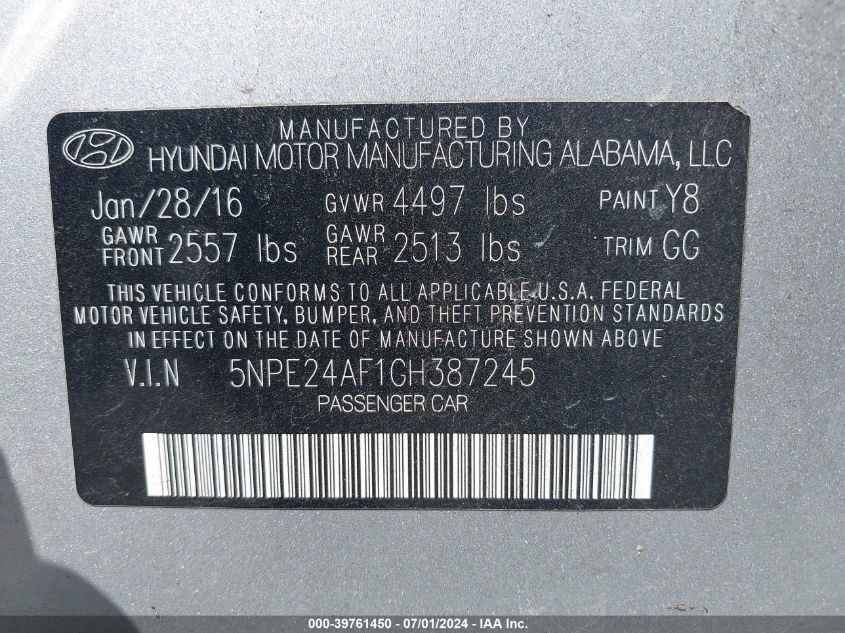 MANUFACTURED BY
HYUNDAI MOTOR MANUFACTURING ALABAMA, LLC
Jan/28/16 GVWR 4497 lbs PAINT Y8
GAWR FRONT 2557 lbs GAWR REAR 2513 lbs TRIM GG
THIS VEHICLE CONFORMS TO ALL APPLICABLE U.S.A. FEDERAL
MOTOR VEHICLE SAFETY, BUMPER, AND THEFT PREVENTION STANDARDS
IN EFFECT ON THE DATE OF MANUFACTURE SHOWN ABOVE
V.I.N 5NPE24AF1GH387245
PASSENGER CAR
000-39761450 - 07/01/2024 - IAA Inc.